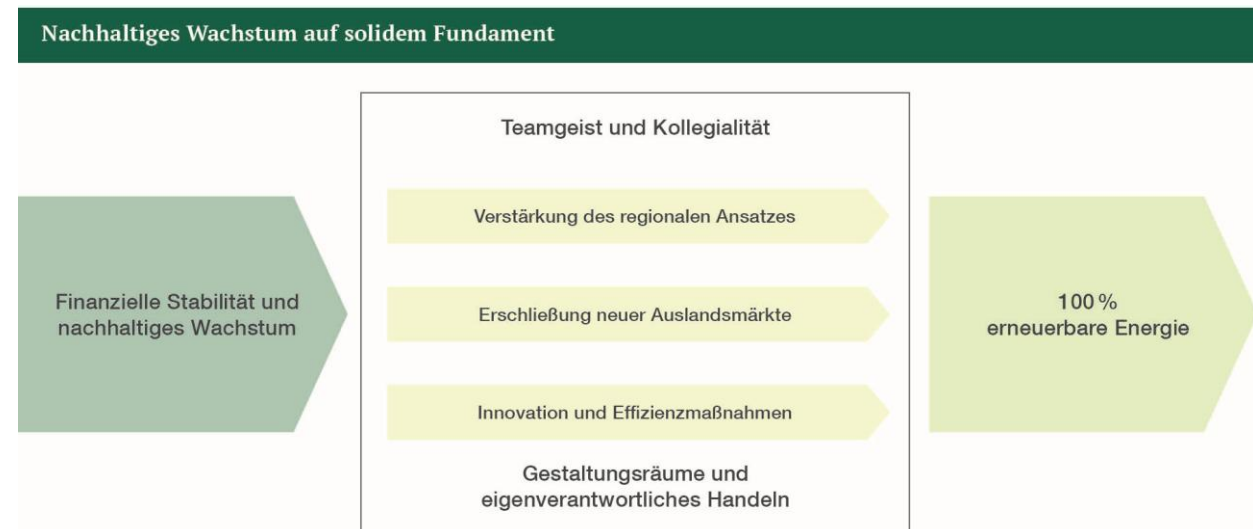 Nachhaltiges Wachstum auf solidem Fundament
Finanzielle Stabilität und
nachhaltiges Wachstum
Teamgeist und Kollegialität
Verstärkung des regionalen Ansatzes
Erschließung neuer Auslandsmärkte
Innovation und Effizienzmaßnahmen
Gestaltungsräume und
eigenverantwortliches Handeln
100 %
erneuerbare Energie